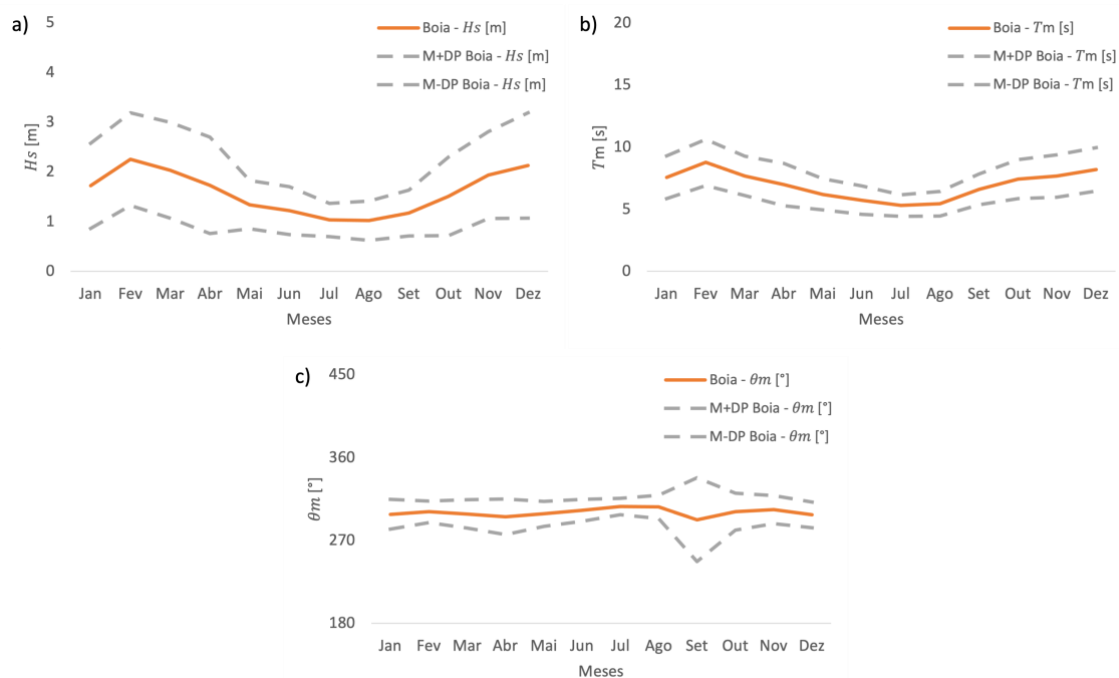 a)
5
4
3
2
1
0
Hs [m]
Boia - Hs [m]
M+DP Boia - Hs [m]
M-DP Boia - Hs [m]
Jan Fev Mar Abr Mai Jun Jul Ago Set Out Nov Dez
Meses
b)
20
15
10
5
0
Tm [s]
Boia - Tm [s]
M+DP Boia - Tm [s]
M-DP Boia - Tm [s]
Jan Fev Mar Abr Mai Jun Jul Ago Set Out Nov Dez
Meses
c)
450
360
270
180
θm [°]
Boia - θm [°]
M+DP Boia - θm [°]
M-DP Boia - θm [°]
Jan Fev Mar Abr Mai Jun Jul Ago Set Out Nov Dez
Meses